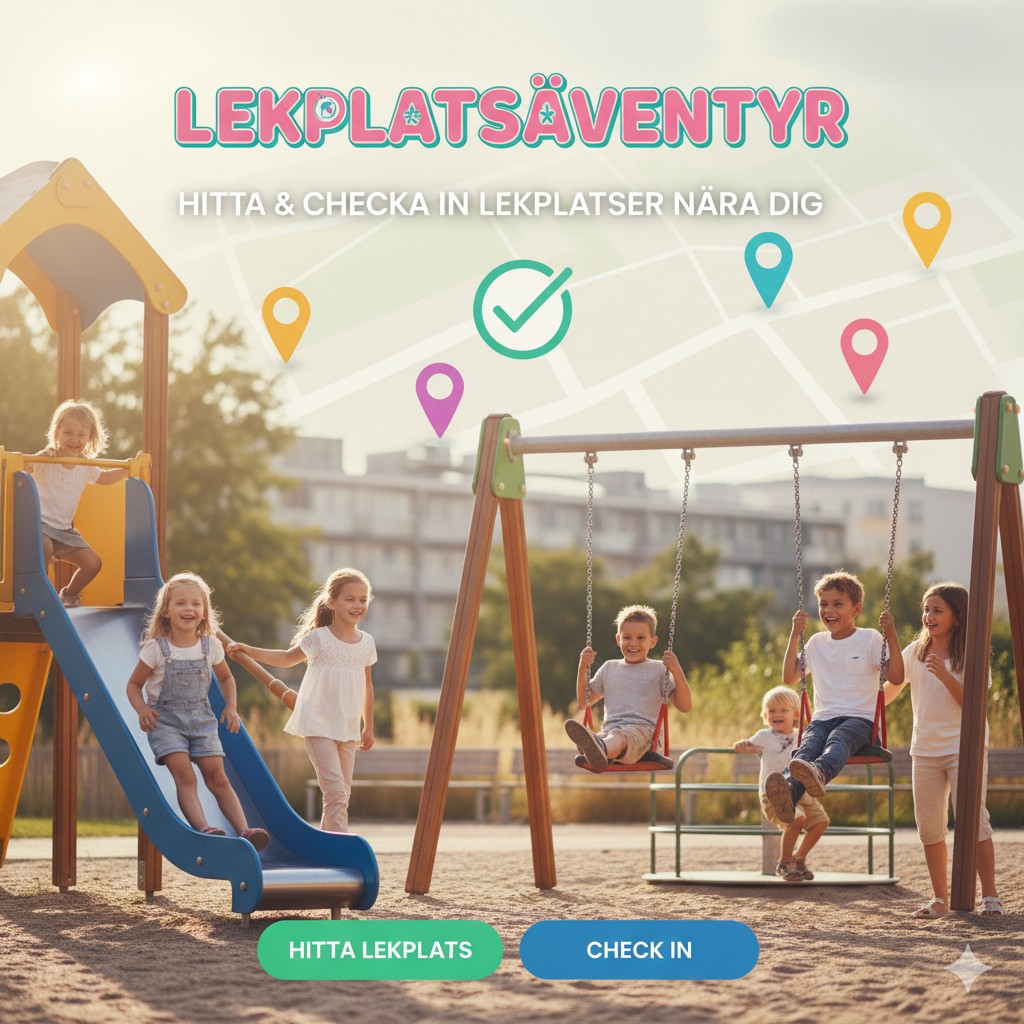 LEKPLATSÄVENTYR
HITTA & CHECKA IN LEKPLATSER NÄRA DIG
HITTA LEKPLATS
CHECK IN